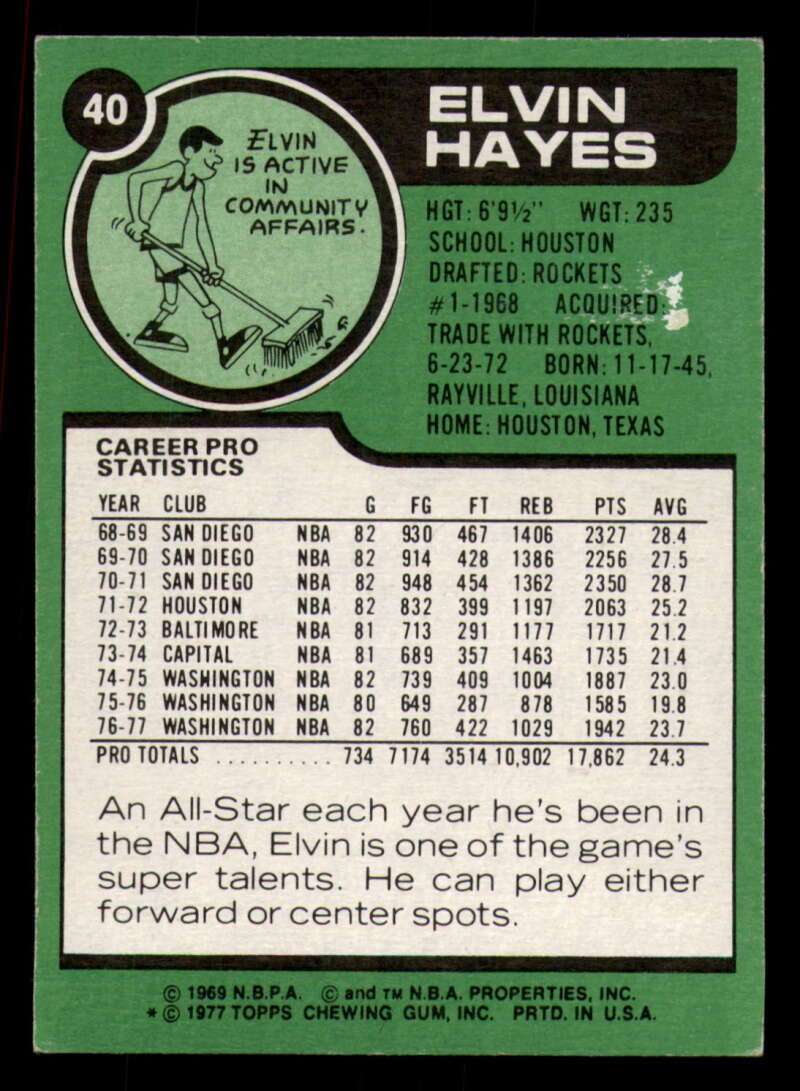 40
ELVIN
HAYES
ELVIN
IS ACTIVE
IN
COMMUNITY
AFFAIRS.
HGT: 6'9½" WGT: 235
SCHOOL: HOUSTON
DRAFTED: ROCKETS
#1-1968 ACQUIRED:
TRADE WITH ROCKETS,
6-23-72 BORN: 11-17-45,
RAYVILLE, LOUISIANA
HOME: HOUSTON, TEXAS
CAREER PRO
STATISTICS
YEAR CLUB G FG FT REB PTS AVG
68-69 SAN DIEGO NBA 82 930 467 1406 2327 28.4
69-70 SAN DIEGO NBA 82 914 428 1386 2256 27.5
70-71 SAN DIEGO NBA 82 948 454 1362 2350 28.7
71-72 HOUSTON NBA 82 832 399 1197 2063 25.2
72-73 BALTIMORE NBA 81 713 291 1177 1717 21.2
73-74 CAPITAL NBA 81 689 357 1463 1735 21.4
74-75 WASHINGTON NBA 82 739 409 1004 1887 23.0
75-76 WASHINGTON NBA 80 649 287 878 1585 19.8
76-77 WASHINGTON NBA 82 760 422 1029 1942 23.7
PRO TOTALS .......... 734 7174 3514 10,902 17,862 24.3
An All-Star each year he's been in
the NBA, Elvin is one of the game's
super talents. He can play either
forward or center spots.
© 1969 N.B.P.A. © and TM N.B.A. PROPERTIES, INC.
* © 1977 TOPPS CHEWING GUM, INC. PRTD. IN U.S.A.